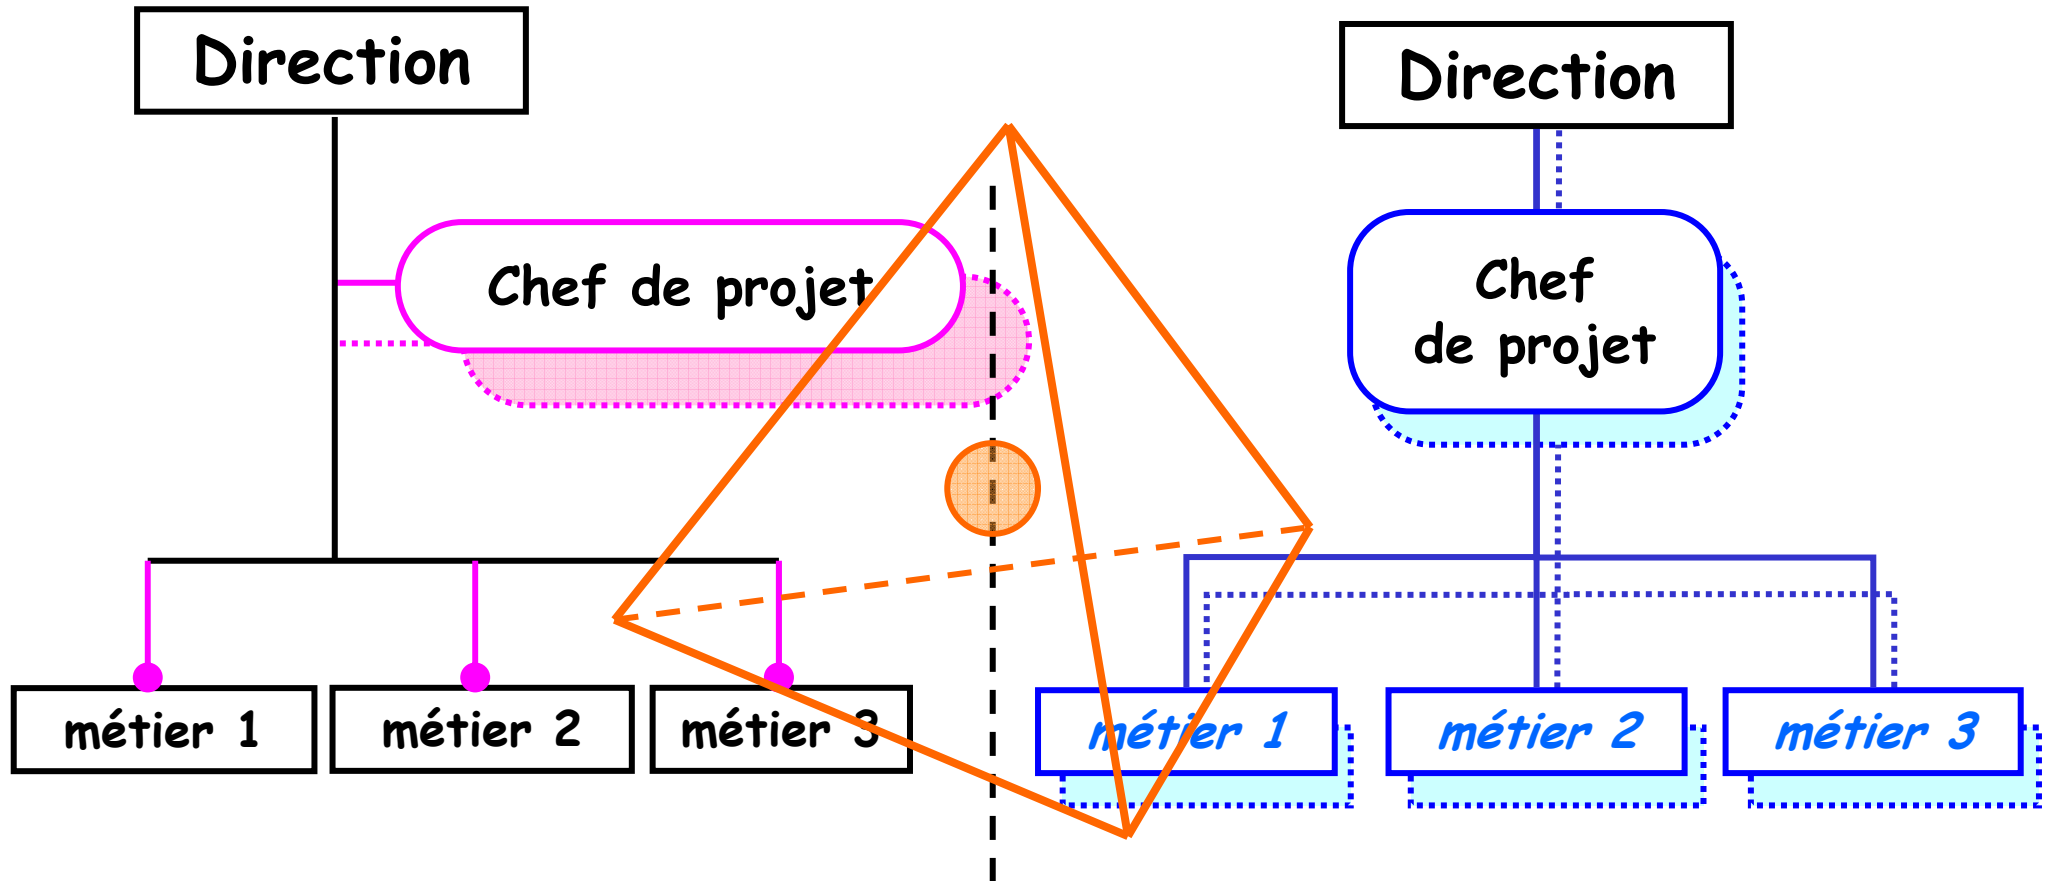 Direction
Chef de projet
métier 1
métier 2
métier 3
Direction
Chef
de projet
métier 1
métier 2
métier 3